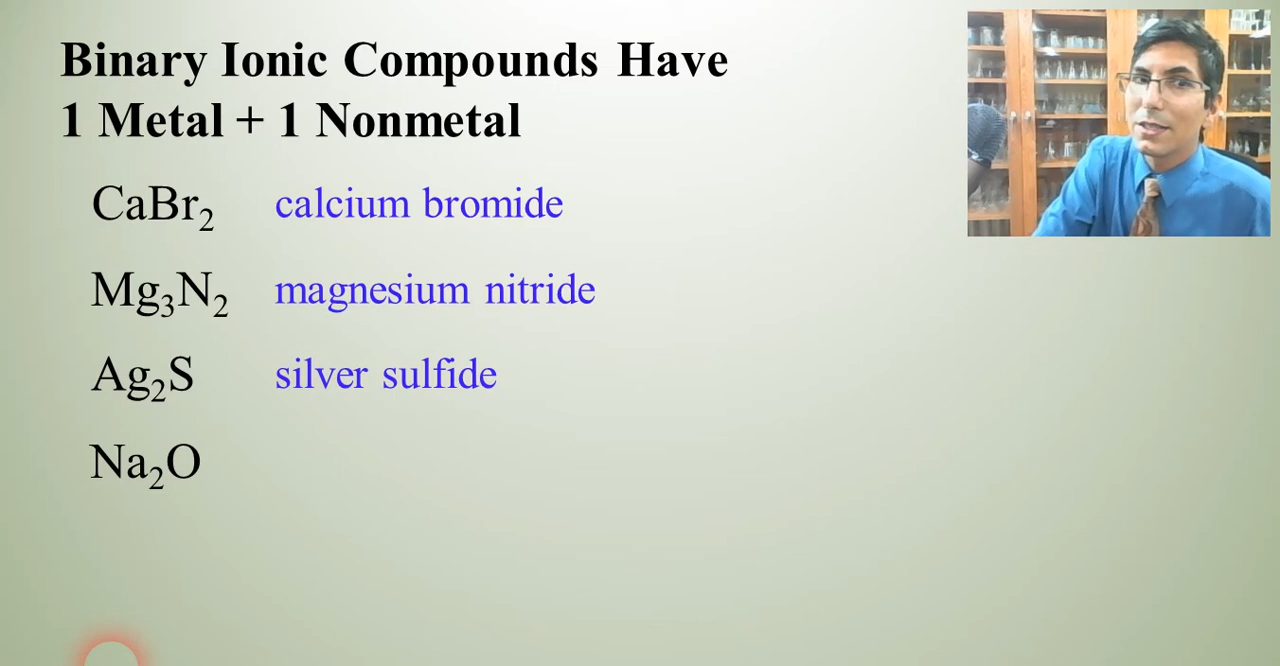 Binary Ionic Compounds Have
1 Metal + 1 Nonmetal
CaBr₂ calcium bromide
Mg₃N₂ magnesium nitride
Ag₂S silver sulfide
Na₂O